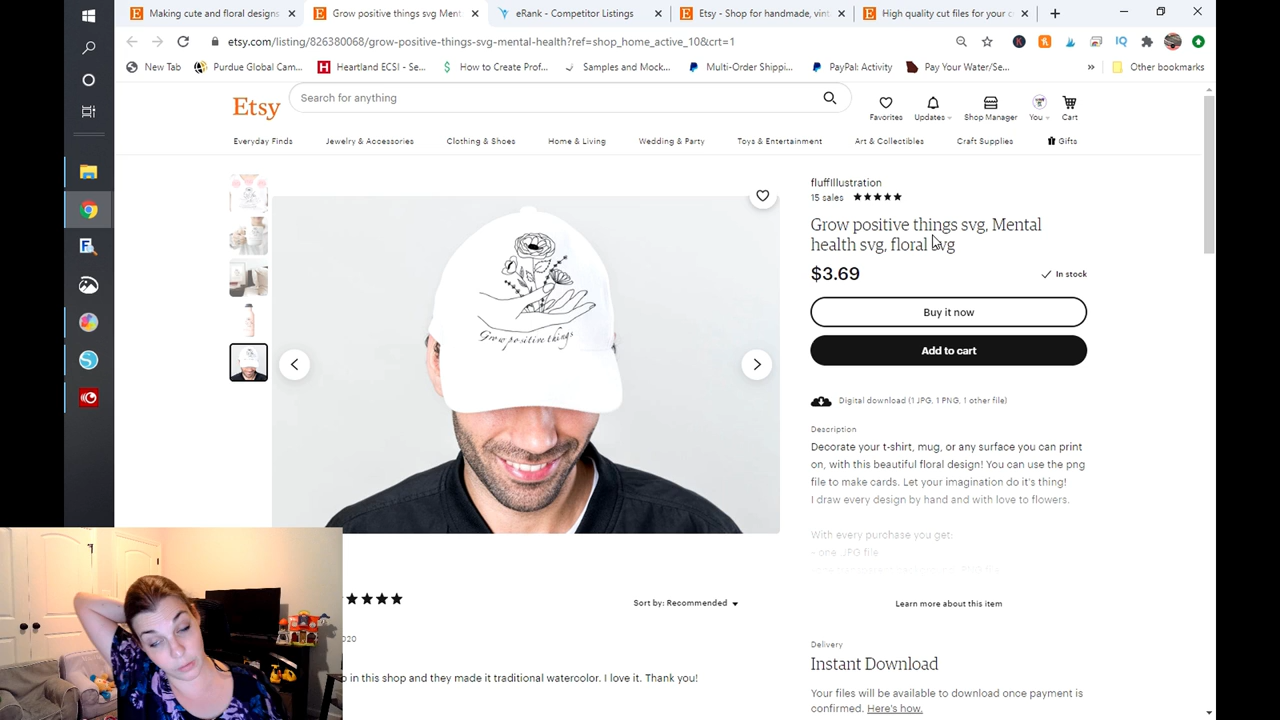 Making cute and floral designs
Grow positive things svg Ment
eRank - Competitor Listings
Etsy - Shop for handmade, vint
High quality cut files for your c
etsy.com/listing/826380068/grow-positive-things-svg-mental-health?ref=shop_home_active_10&crt=1
New Tab
Purdue Global Cam...
Heartland ECSI - Se...
How to Create Prof...
Samples and Mock...
Multi-Order Shippi...
PayPal: Activity
Pay Your Water/Se...
Other bookmarks
Etsy
Search for anything
Favorites
Updates
Shop Manager
You
Cart
Everyday Finds
Jewelry & Accessories
Clothing & Shoes
Home & Living
Wedding & Party
Toys & Entertainment
Art & Collectibles
Craft Supplies
Gifts
Grow positive things
fluffIllustration
15 sales
Grow positive things svg, Mental
health svg, floral svg
$3.69
In stock
Buy it now
Add to cart
Digital download (1 JPG, 1 PNG, 1 other file)
Description
Decorate your t-shirt, mug, or any surface you can print
on, with this beautiful floral design! You can use the png
file to make cards. Let your imagination do it's thing!
I draw every design by hand and with love to flowers.
With every purchase you get:
- one .JPG file
Learn more about this item
Sort by: Recommended
2020
in this shop and they made it traditional watercolor. I love it. Thank you!
Delivery
Instant Download
Your files will be available to download once payment is
confirmed. Here's how.